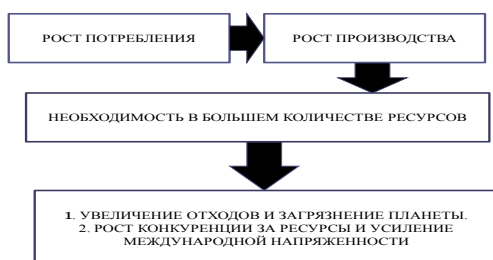 РОСТ ПОТРЕБЛЕНИЯ
РОСТ ПРОИЗВОДСТВА
НЕОБХОДИМОСТЬ В БОЛЬШЕМ КОЛИЧЕСТВЕ РЕСУРСОВ
1. УВЕЛИЧЕНИЕ ОТХОДОВ И ЗАГРЯЗНЕНИЕ ПЛАНЕТЫ.
2. РОСТ КОНКУРЕНЦИИ ЗА РЕСУРСЫ И УСИЛЕНИЕ
МЕЖДУНАРОДНОЙ НАПРЯЖЕННОСТИ